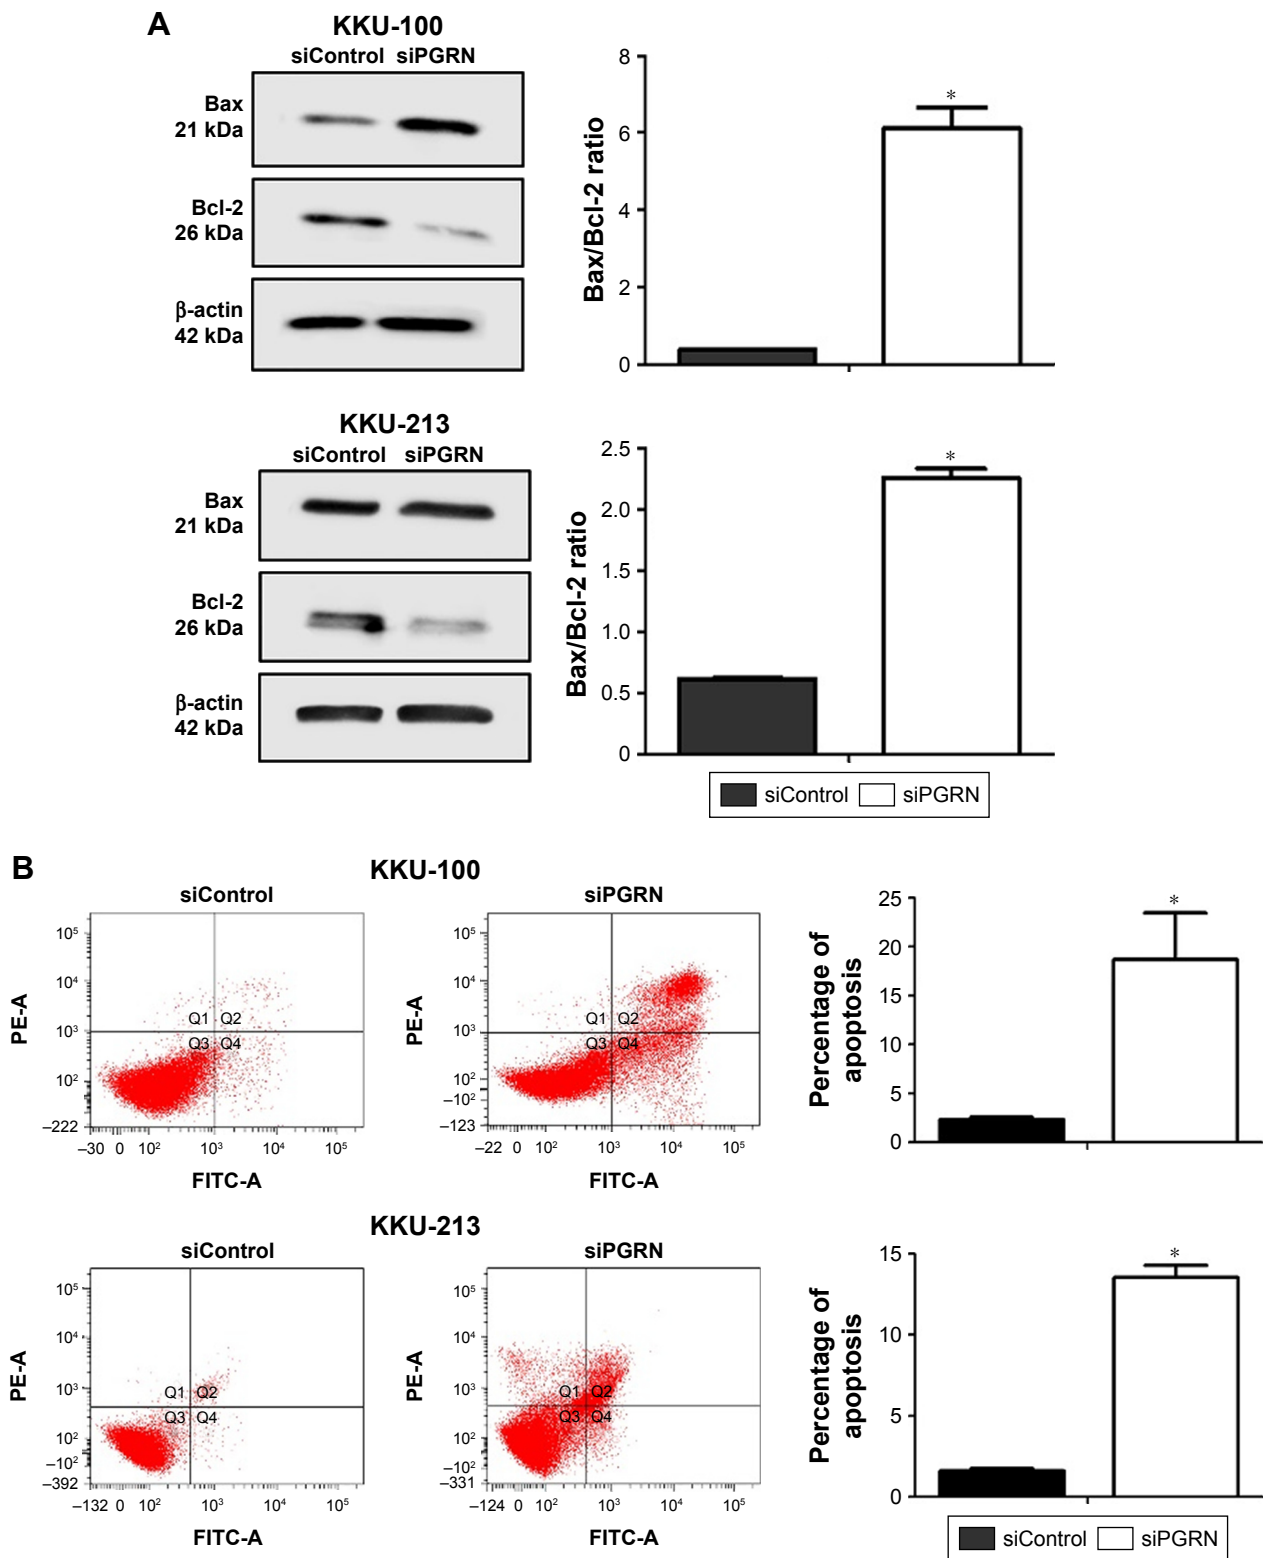 A
KKU-100
siControl siPGRN
Bax
21 kDa
Bcl-2
26 kDa
β-actin
42 kDa
Bax/Bcl-2 ratio
8
6
4
2
0
*
KKU-213
siControl siPGRN
Bax
21 kDa
Bcl-2
26 kDa
β-actin
42 kDa
Bax/Bcl-2 ratio
2.5
2.0
1.5
1.0
0.5
0
*
siControl siPGRN
B
KKU-100
siControl
PE-A
10⁵
10⁴
10³
10²
–222
Q1 Q2
Q3 Q4
–30 0 10² 10³ 10⁴ 10⁵
FITC-A
siPGRN
PE-A
10⁵
10⁴
10³
10²
–10²
–123
Q1 Q2
Q3 Q4
–22 0 10² 10³ 10⁴ 10⁵
FITC-A
Percentage of
apoptosis
25
20
15
10
5
0
*
KKU-213
siControl
PE-A
10⁵
10⁴
10³
10²
–10²
–392
Q1 Q2
Q3 Q4
–132 0 10² 10³ 10⁴ 10⁵
FITC-A
siPGRN
PE-A
10⁵
10⁴
10³
10²
–10²
–331
Q1 Q2
Q3 Q4
–124 0 10² 10³ 10⁴ 10⁵
FITC-A
Percentage of
apoptosis
15
10
5
0
*
siControl siPGRN